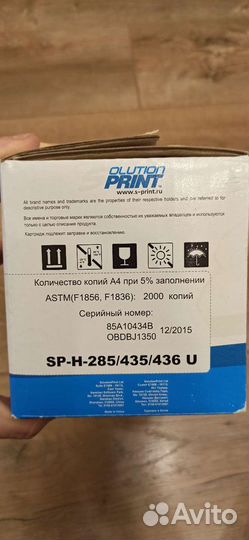 OLUTION
PRINT
www.s-print.ru
All brand names and trademarks are the properties of their respective holders and are referred to for
descriptive purpose only.
Все имена и торговые марки являются собственностью их уважаемых владельцев и используются
только с целью описания продукта.
Картридж подлежит заправке и восстановлению.
Количество копий А4 при 5% заполнении
ASTM(F1856, F1836): 2000 копий
Серийный номер:
85A10434B
OBDBJ1350 12/2015
SP-H-285/435/436 U
Avito